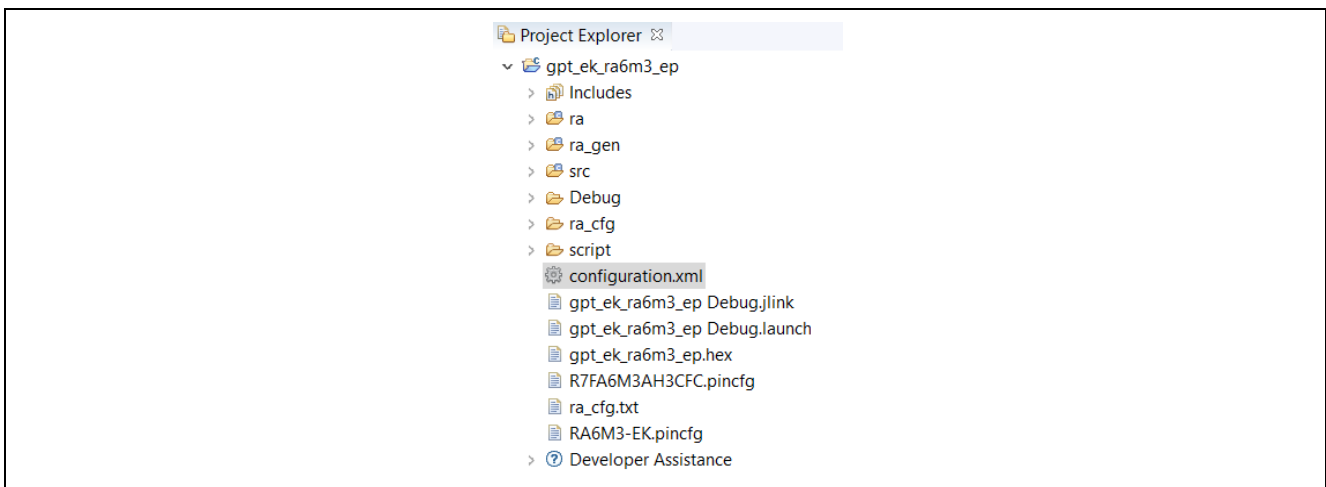 Project Explorer
gpt_ek_ra6m3_ep
Includes
ra
ra_gen
src
Debug
ra_cfg
script
configuration.xml
gpt_ek_ra6m3_ep Debug.jlink
gpt_ek_ra6m3_ep Debug.launch
gpt_ek_ra6m3_ep.hex
R7FA6M3AH3CFC.pincfg
ra_cfg.txt
RA6M3-EK.pincfg
Developer Assistance